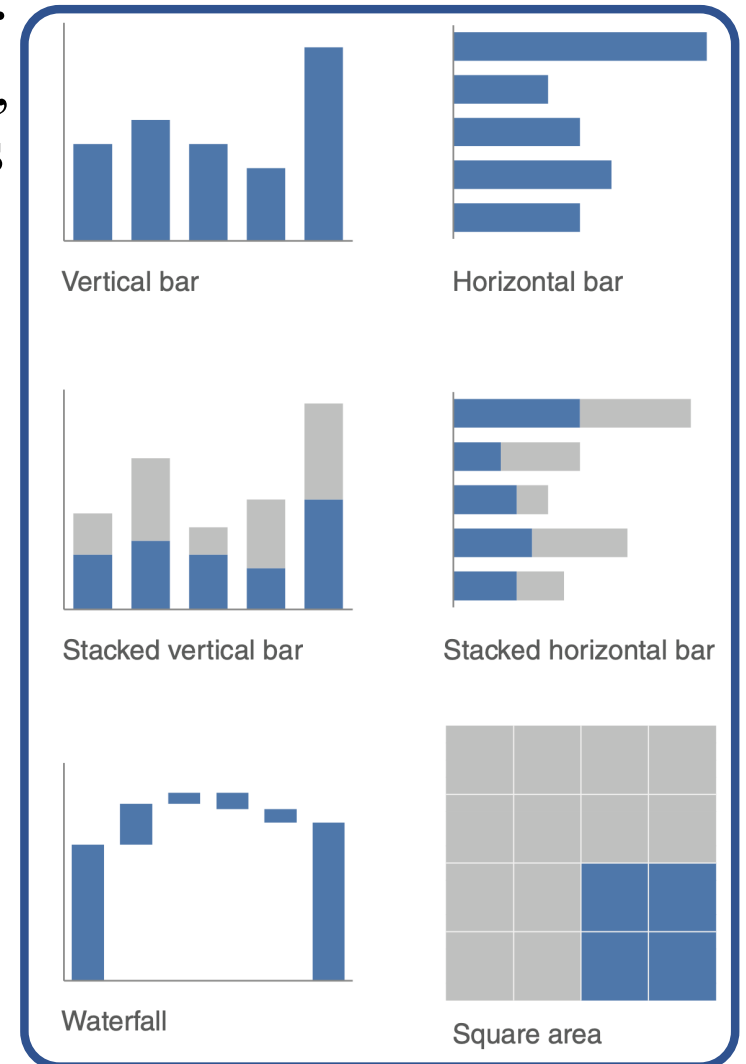 Vertical bar
Horizontal bar
Stacked vertical bar
Stacked horizontal bar
Waterfall
Square area